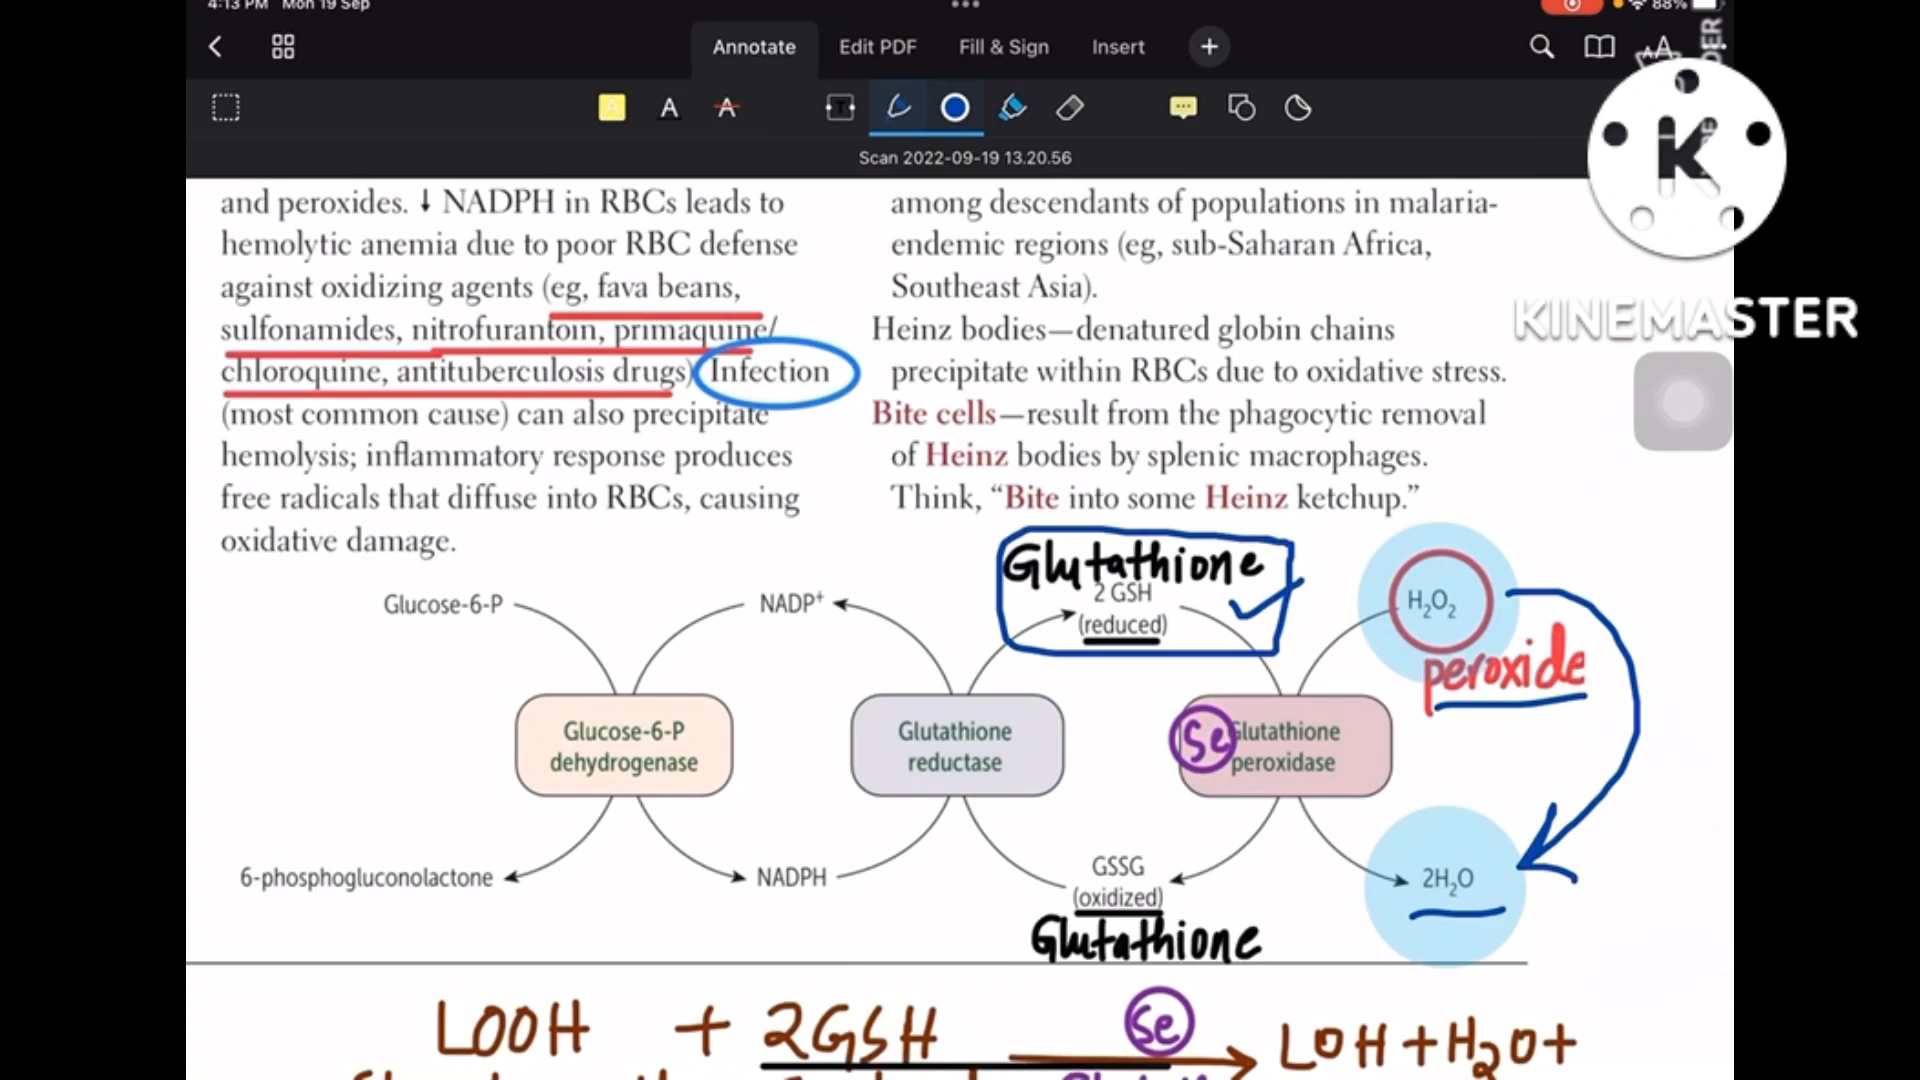 4:13 PM Mon 19 Sep
88%
Annotate
Edit PDF
Fill & Sign
Insert
Scan 2022-09-19 13.20.56
KINEMASTER
and peroxides. ↓ NADPH in RBCs leads to
hemolytic anemia due to poor RBC defense
against oxidizing agents (eg, fava beans,
sulfonamides, nitrofurantoin, primaquine/
chloroquine, antituberculosis drugs) Infection
(most common cause) can also precipitate
hemolysis; inflammatory response produces
free radicals that diffuse into RBCs, causing
oxidative damage.
among descendants of populations in malaria-
endemic regions (eg, sub-Saharan Africa,
Southeast Asia).
Heinz bodies—denatured globin chains
precipitate within RBCs due to oxidative stress.
Bite cells—result from the phagocytic removal
of Heinz bodies by splenic macrophages.
Think, “Bite into some Heinz ketchup.”
Glucose-6-P
NADP⁺
Glutathione
2 GSH
(reduced)
H₂O₂
peroxide
Glucose-6-P
dehydrogenase
Glutathione
reductase
Se
Glutathione
peroxidase
6-phosphogluconolactone
NADPH
GSSG
(oxidized)
Glutathione
2H₂O
LOOH + 2GSH Se → LOH + H₂O +